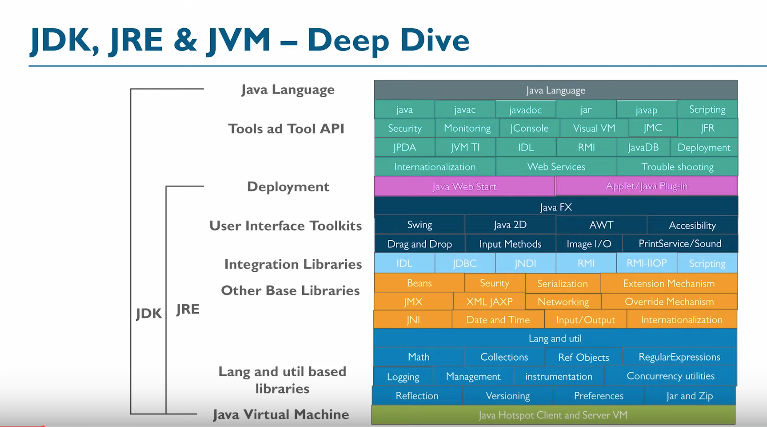 JDK, JRE & JVM – Deep Dive
Java Language
Java Language
java javac javadoc jar javap Scripting
Tools ad Tool API
Security Monitoring JConsole Visual VM JMC JFR
JPDA JVM TI IDL RMI JavaDB Deployment
Internationalization Web Services Trouble shooting
Deployment
Java Web Start Applet/Java Plug-in
Java FX
User Interface Toolkits
Swing Java 2D AWT Accesibility
Drag and Drop Input Methods Image I/O PrintService/Sound
Integration Libraries
IDL JDBC JNDI RMI RMI-IIOP Scripting
Other Base Libraries
Beans Seurity Serialization Extension Mechanism
JMX XML JAXP Networking Override Mechanism
JDK JRE
JNI Date and Time Input/Output Internationalization
Lang and util
Math Collections Ref Objects RegularExpressions
Lang and util based
libraries
Logging Management instrumentation Concurrency utilities
Reflection Versioning Preferences Jar and Zip
Java Virtual Machine
Java Hotspot Client and Server VM